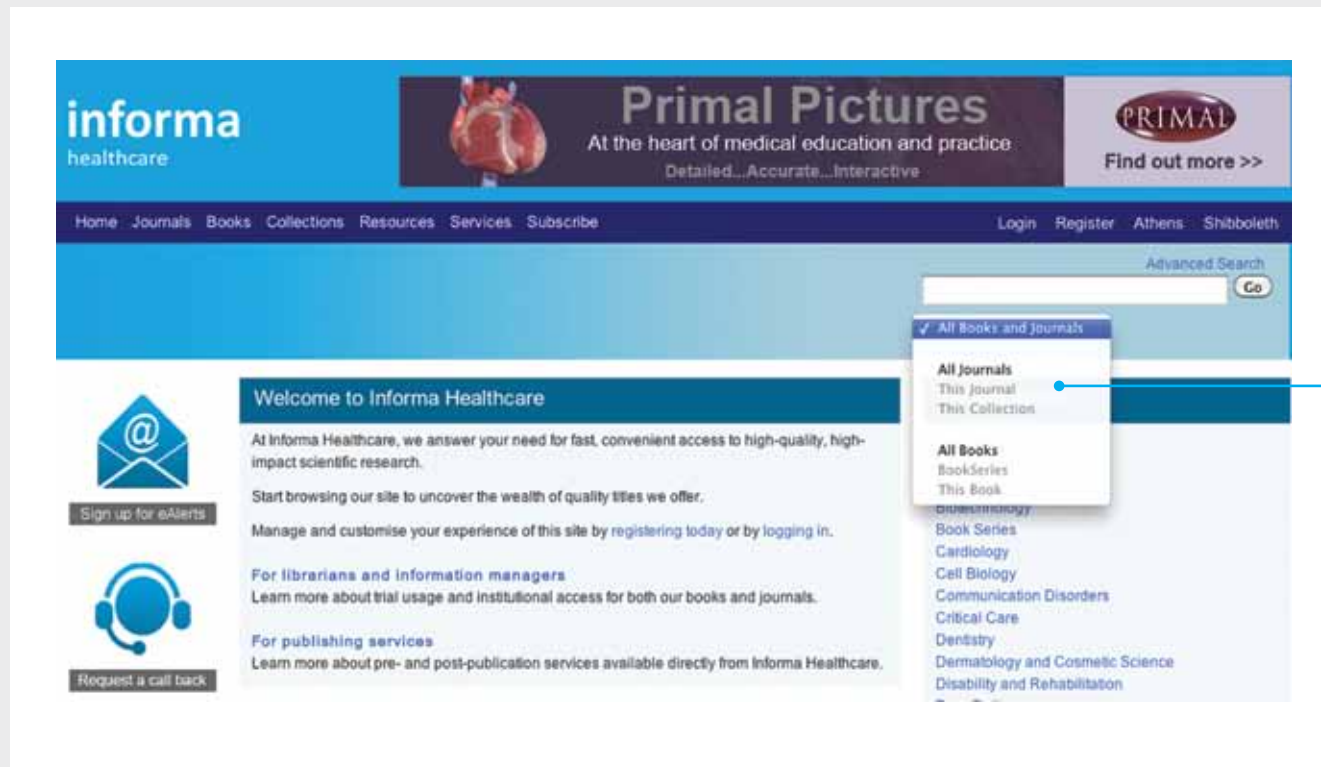 informa
healthcare
Primal Pictures
At the heart of medical education and practice
Detailed...Accurate...Interactive
PRIMAL
Find out more >>
Home Journals Books Collections Resources Services Subscribe
Login Register Athens Shibboleth
Advanced Search
Go
✓ All Books and Journals
All Journals
This Journal
This Collection
All Books
BookSeries
This Book
@
Sign up for eAlerts
Request a call back
Welcome to Informa Healthcare
At Informa Healthcare, we answer your need for fast, convenient access to high-quality, high-
impact scientific research.
Start browsing our site to uncover the wealth of quality titles we offer.
Manage and customise your experience of this site by registering today or by logging in.
For librarians and information managers
Learn more about trial usage and institutional access for both our books and journals.
For publishing services
Learn more about pre- and post-publication services available directly from Informa Healthcare.
Biotechnology
Book Series
Cardiology
Cell Biology
Communication Disorders
Critical Care
Dentistry
Dermatology and Cosmetic Science
Disability and Rehabilitation